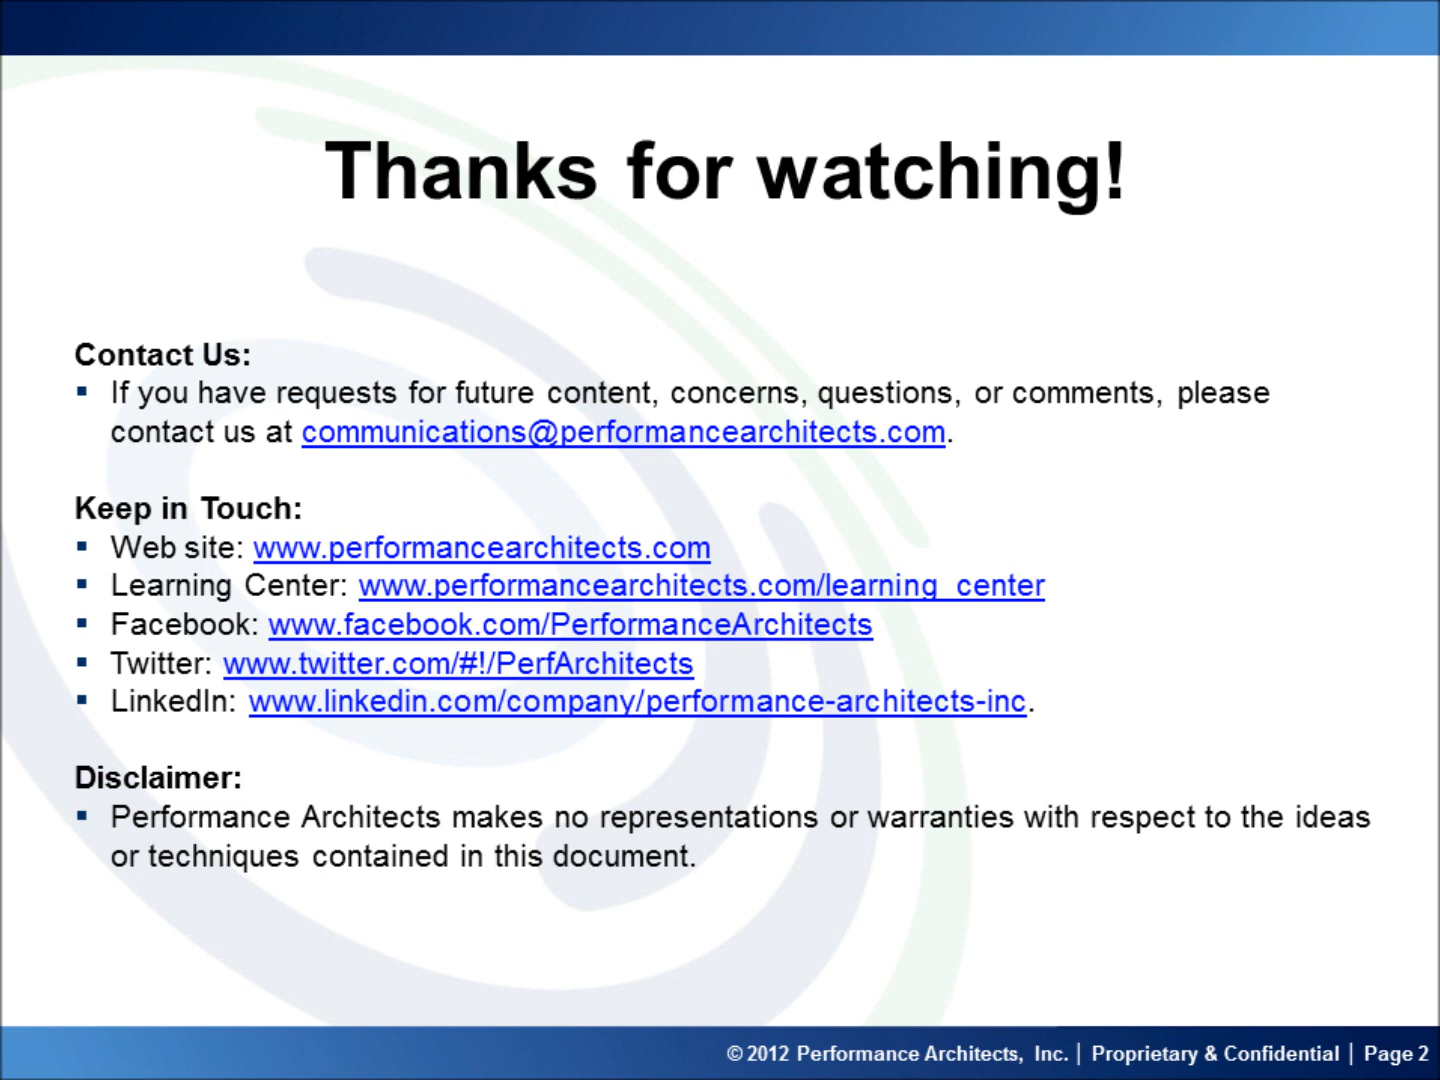 Thanks for watching!
Contact Us:
▪ If you have requests for future content, concerns, questions, or comments, please
contact us at communications@performancearchitects.com.
Keep in Touch:
▪ Web site: www.performancearchitects.com
▪ Learning Center: www.performancearchitects.com/learning_center
▪ Facebook: www.facebook.com/PerformanceArchitects
▪ Twitter: www.twitter.com/#!/PerfArchitects
▪ LinkedIn: www.linkedin.com/company/performance-architects-inc.
Disclaimer:
▪ Performance Architects makes no representations or warranties with respect to the ideas
or techniques contained in this document.
© 2012 Performance Architects, Inc. | Proprietary & Confidential | Page 2